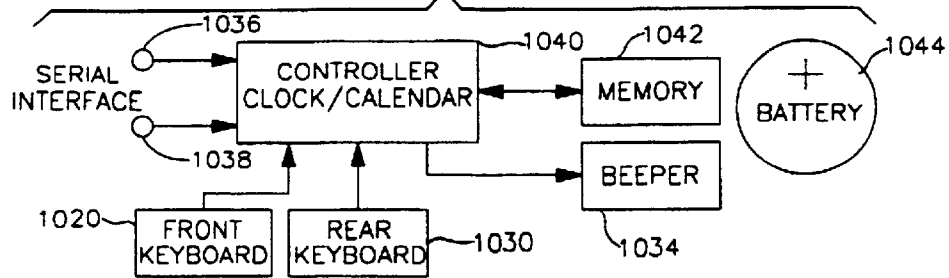 1036
1040
1042
1044
SERIAL
INTERFACE
CONTROLLER
CLOCK/CALENDAR
MEMORY
+
BATTERY
1038
BEEPER
1020
FRONT
KEYBOARD
REAR
KEYBOARD
1030
1034